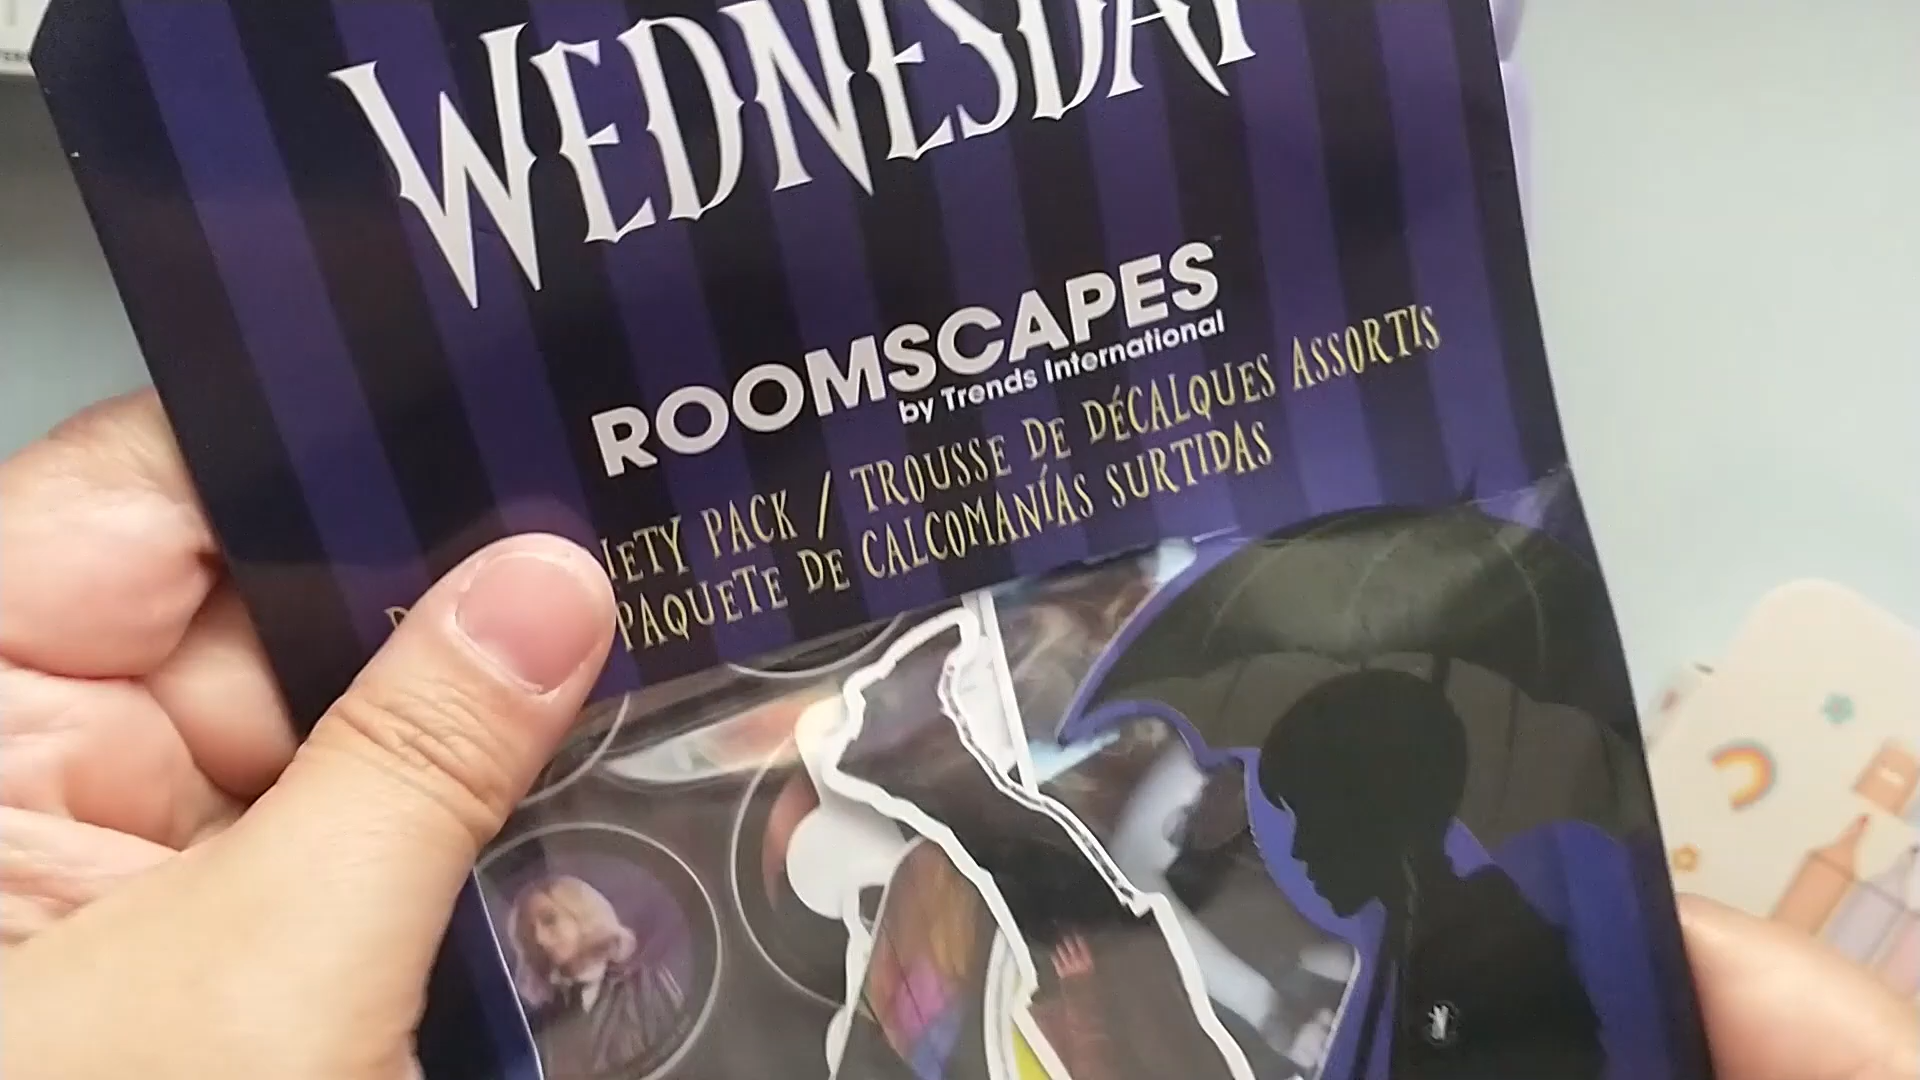 WEDNESDAY
ROOMSCAPES
by Trends International
PACK / TROUSSE DE DÉCALQUES ASSORTIS
PAQUETE DE CALCOMANÍAS SURTIDAS